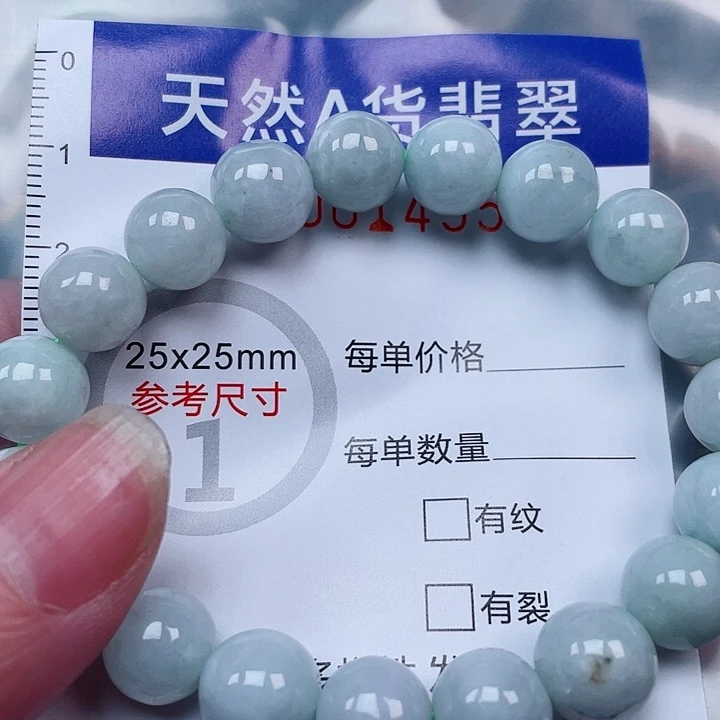 天然A货翡翠
0
1
2
25x25mm
参考尺寸
1
每单价格
每单数量
有纹
有裂